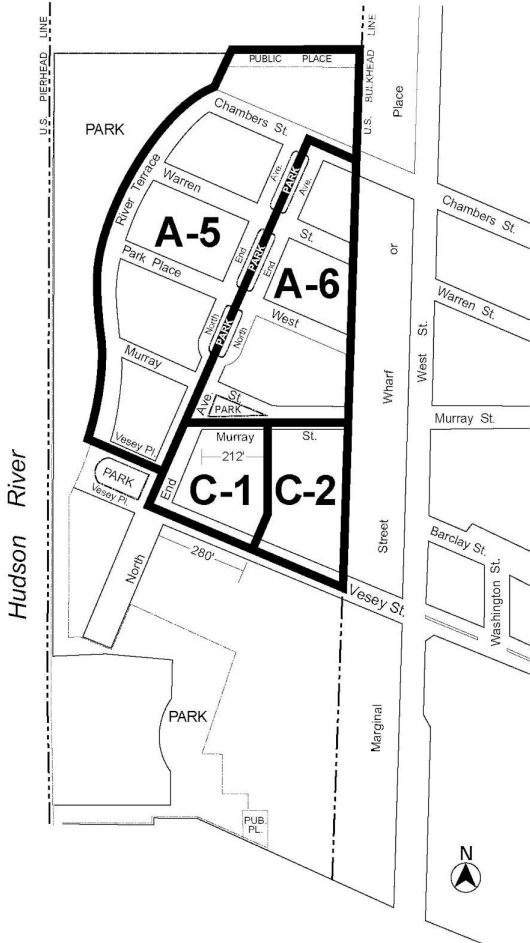 U.S. PIERHEAD LINE
U.S. BULKHEAD LINE
PUBLIC PLACE
PARK
Place
Chambers St.
Chambers St.
River Terrace
Warren
St.
PARK
Ave.
Ave.
A-5
End
PARK
End
A-6
or
Park Place
West
Warren St.
North
PARK
North
Wharf
West St.
Murray
St.
Ave.
PARK
Murray St.
Vesey Pl.
Murray St.
212'
C-1
C-2
PARK
Vesey Pl.
End
Hudson River
280'
North
Street
Barclay St.
Washington St.
Vesey St.
PARK
Marginal
PUB.
PL.
N